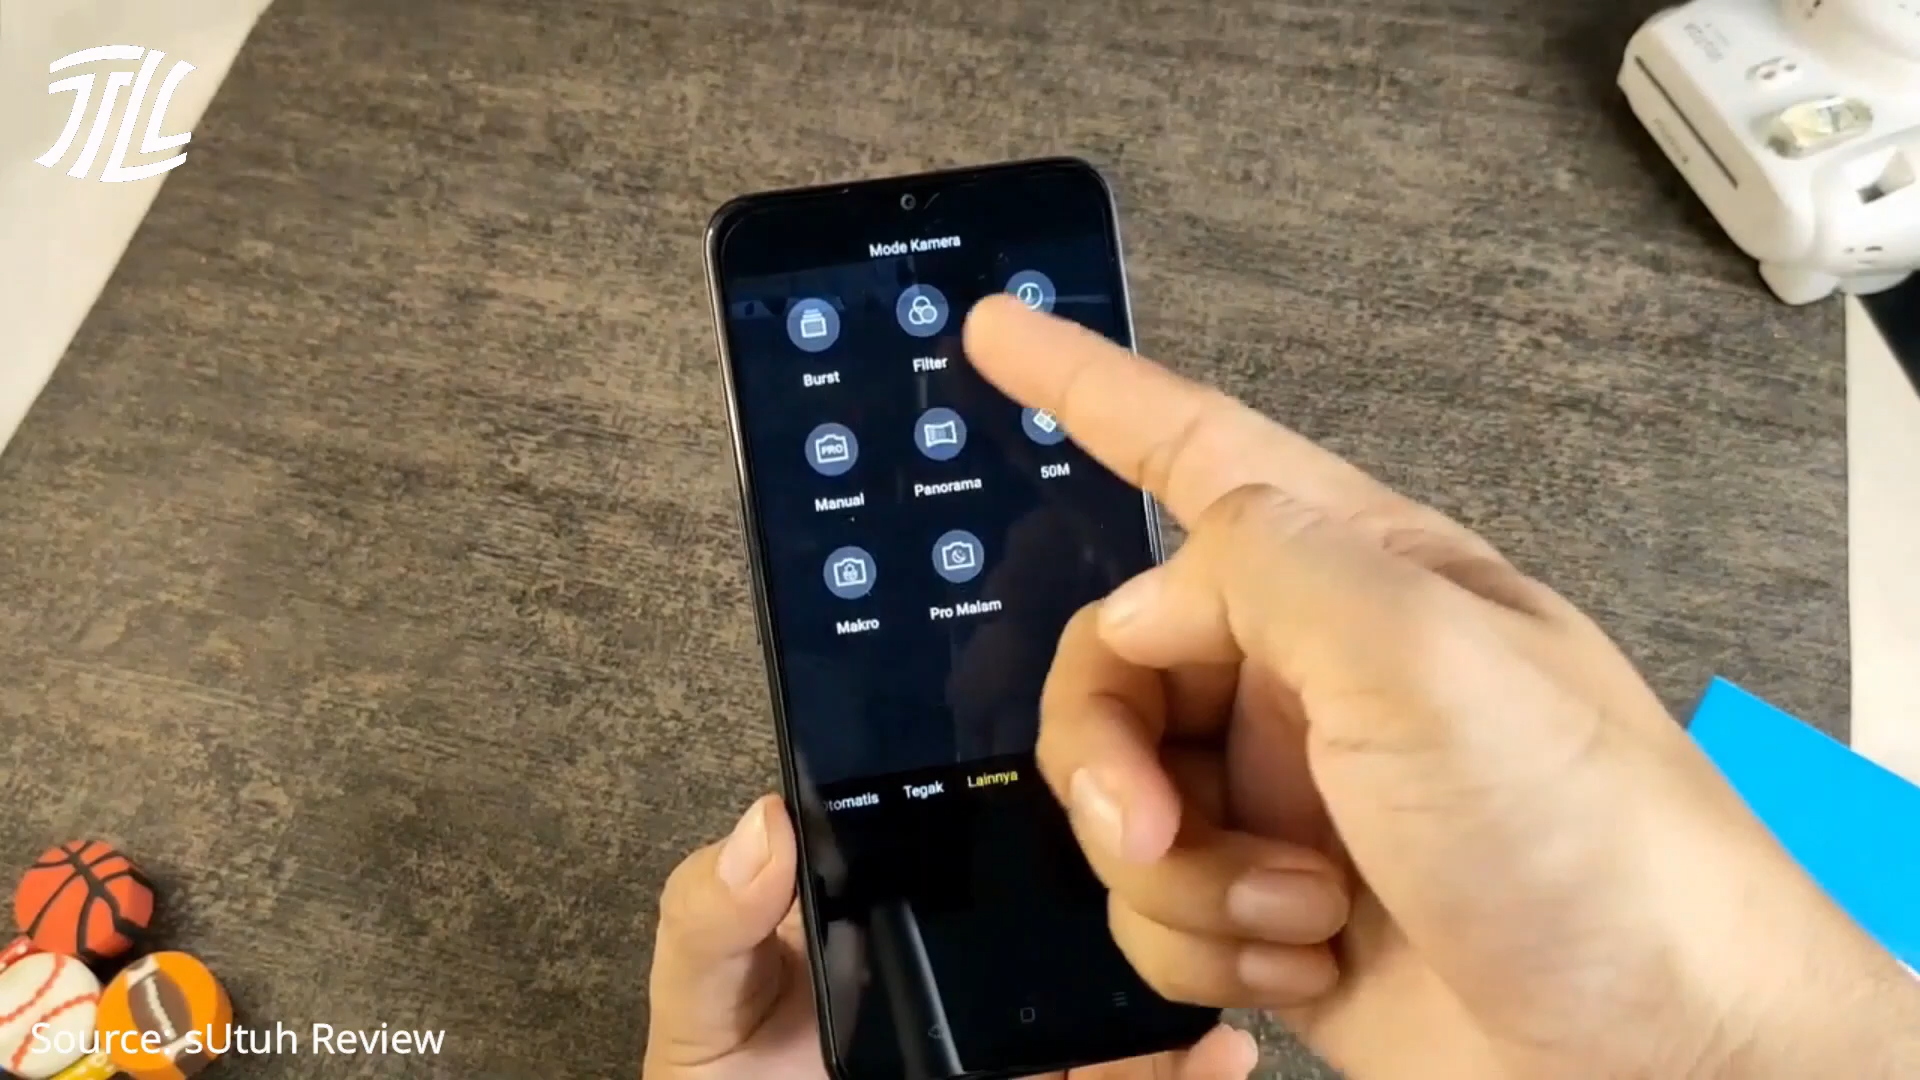 Mode Kamera
Burst
Filter
Manual
Panorama
50M
Makro
Pro Malam
Tegak
Lainnya
Source: sUtuh Review